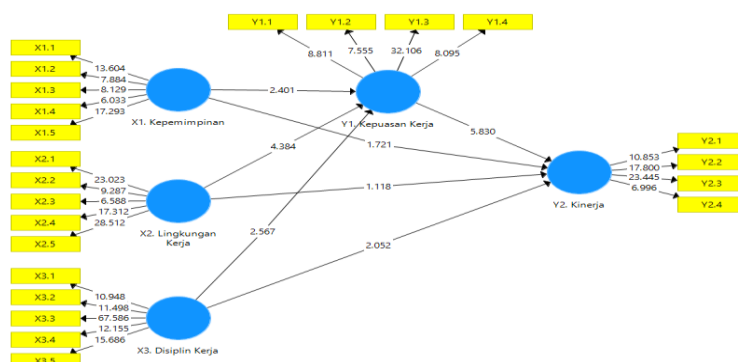 Y1.1
Y1.2
Y1.3
Y1.4
8.811
7.555
32.106
8.095
X1.1
X1.2
X1.3
X1.4
X1.5
13.604
7.884
8.129
6.033
17.293
X1. Kepemimpinan
2.401
Y1. Kepuasan Kerja
1.721
4.384
5.830
X2.1
X2.2
X2.3
X2.4
X2.5
23.023
9.287
6.588
17.312
28.512
X2. Lingkungan
Kerja
1.118
2.567
2.052
Y2. Kinerja
10.853
17.800
23.445
6.996
Y2.1
Y2.2
Y2.3
Y2.4
X3.1
X3.2
X3.3
X3.4
X3.5
10.948
11.498
67.586
12.155
15.686
X3. Disiplin Kerja